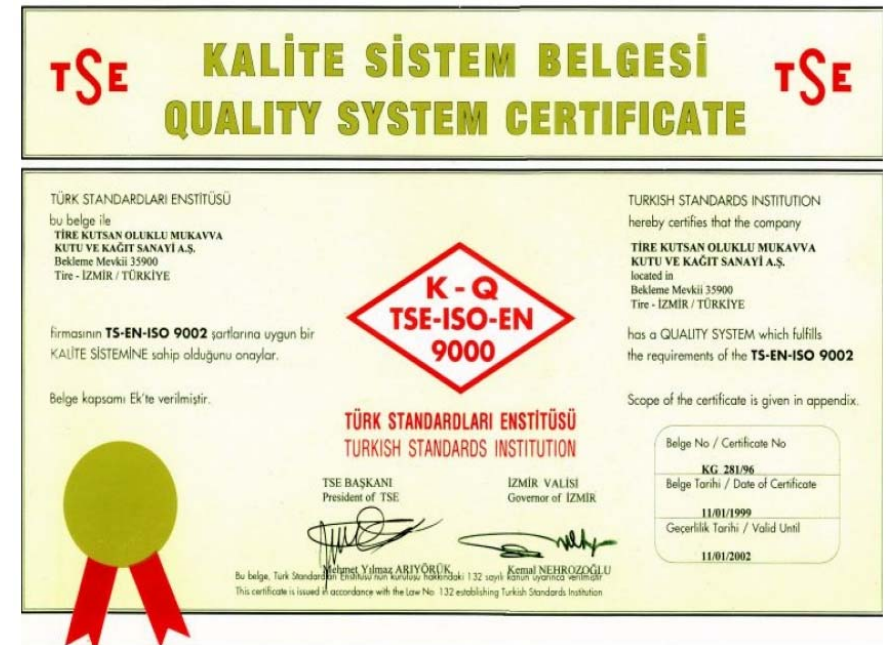 TSE
KALİTE SİSTEM BELGESİ
QUALITY SYSTEM CERTIFICATE
TSE
TÜRK STANDARDLARI ENSTİTÜSÜ
bu belge ile
TİRE KUTSAN OLUKLU MUKAVVA
KUTU VE KAĞIT SANAYİ A.Ş.
Bekleme Mevkii 35900
Tire - İZMİR / TÜRKİYE
firmasının TS-EN-ISO 9002 şartlarına uygun bir
KALİTE SİSTEMİNE sahip olduğunu onaylar.
Belge kapsamı Ek'te verilmiştir.
K - Q
TSE-ISO-EN
9000
TÜRK STANDARDLARI ENSTİTÜSÜ
TURKISH STANDARDS INSTITUTION
TSE BAŞKANI
President of TSE
Mehmet Yılmaz ARIYÖRÜK
İZMİR VALİSİ
Governor of İZMİR
Kemal NEHROZOĞLU
TURKISH STANDARDS INSTITUTION
hereby certifies that the company
TİRE KUTSAN OLUKLU MUKAVVA
KUTU VE KAĞIT SANAYİ A.Ş.
located in
Bekleme Mevkii 35900
Tire - İZMİR / TÜRKİYE
has a QUALITY SYSTEM which fulfills
the requirements of the TS-EN-ISO 9002
Scope of the certificate is given in appendix.
Belge No / Certificate No
KG 281/96
Belge Tarihi / Date of Certificate
11/01/1999
Geçerlilik Tarihi / Valid Until
11/01/2002
Bu belge, Türk Standardları Enstitüsü'nün kuruluşu hakkındaki 132 sayılı kanun uyarınca verilmiştir
This certificate is issued in accordance with the Law No. 132 establishing Turkish Standards Institution